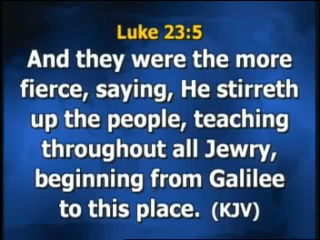 Luke 23:5
And they were the more
fierce, saying, He stirreth
up the people, teaching
throughout all Jewry,
beginning from Galilee
to this place. (KJV)